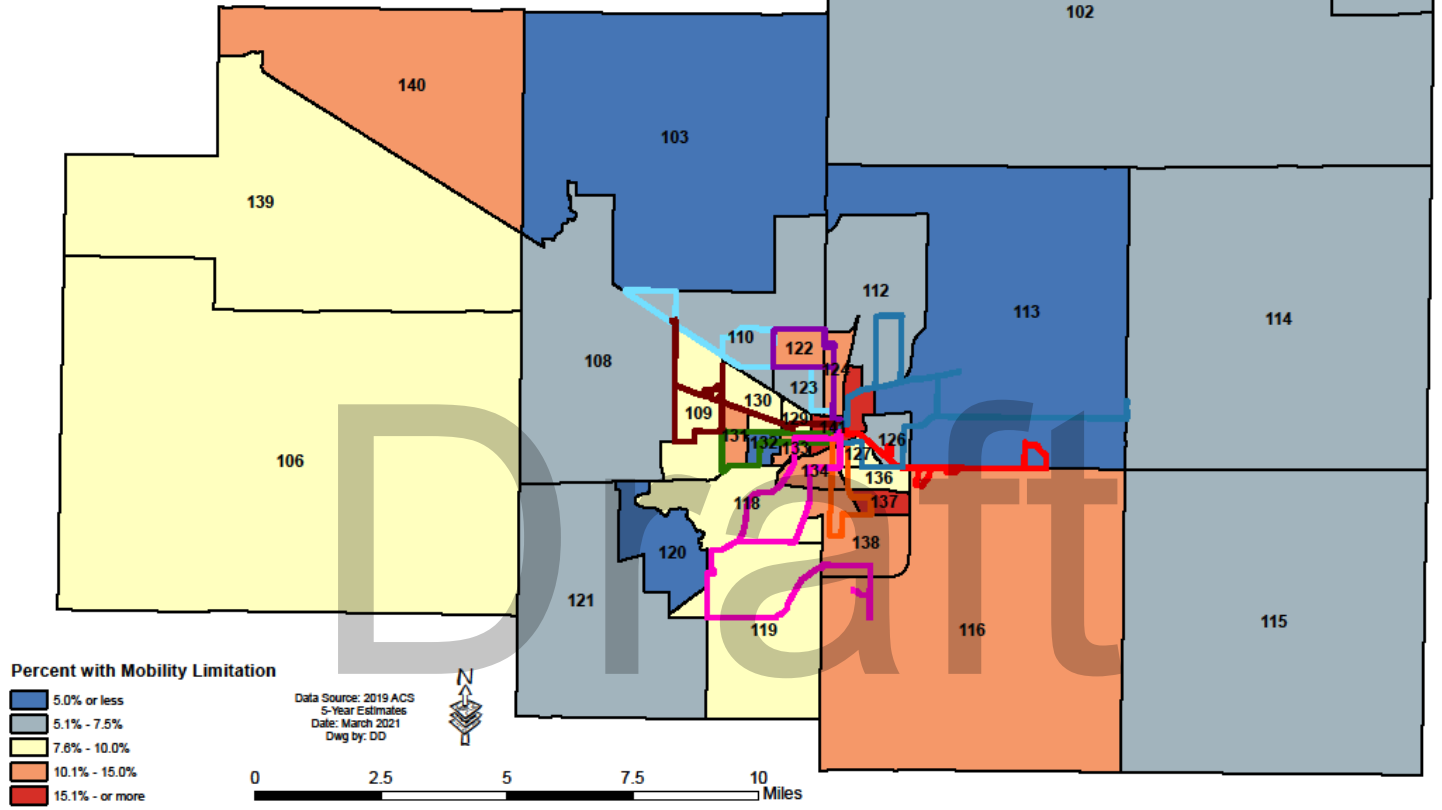 102
140
103
139
112
113
114
110
122
108
124
123
130
109
129
141
131
132
133
126
127
106
134
136
118
137
138
120
121
119
116
115
Draft
Percent with Mobility Limitation
5.0% or less
5.1% - 7.5%
7.6% - 10.0%
10.1% - 15.0%
15.1% - or more
Data Source: 2019 ACS
5-Year Estimates
Date: March 2021
Dwg by: DD
N
0 2.5 5 7.5 10
Miles